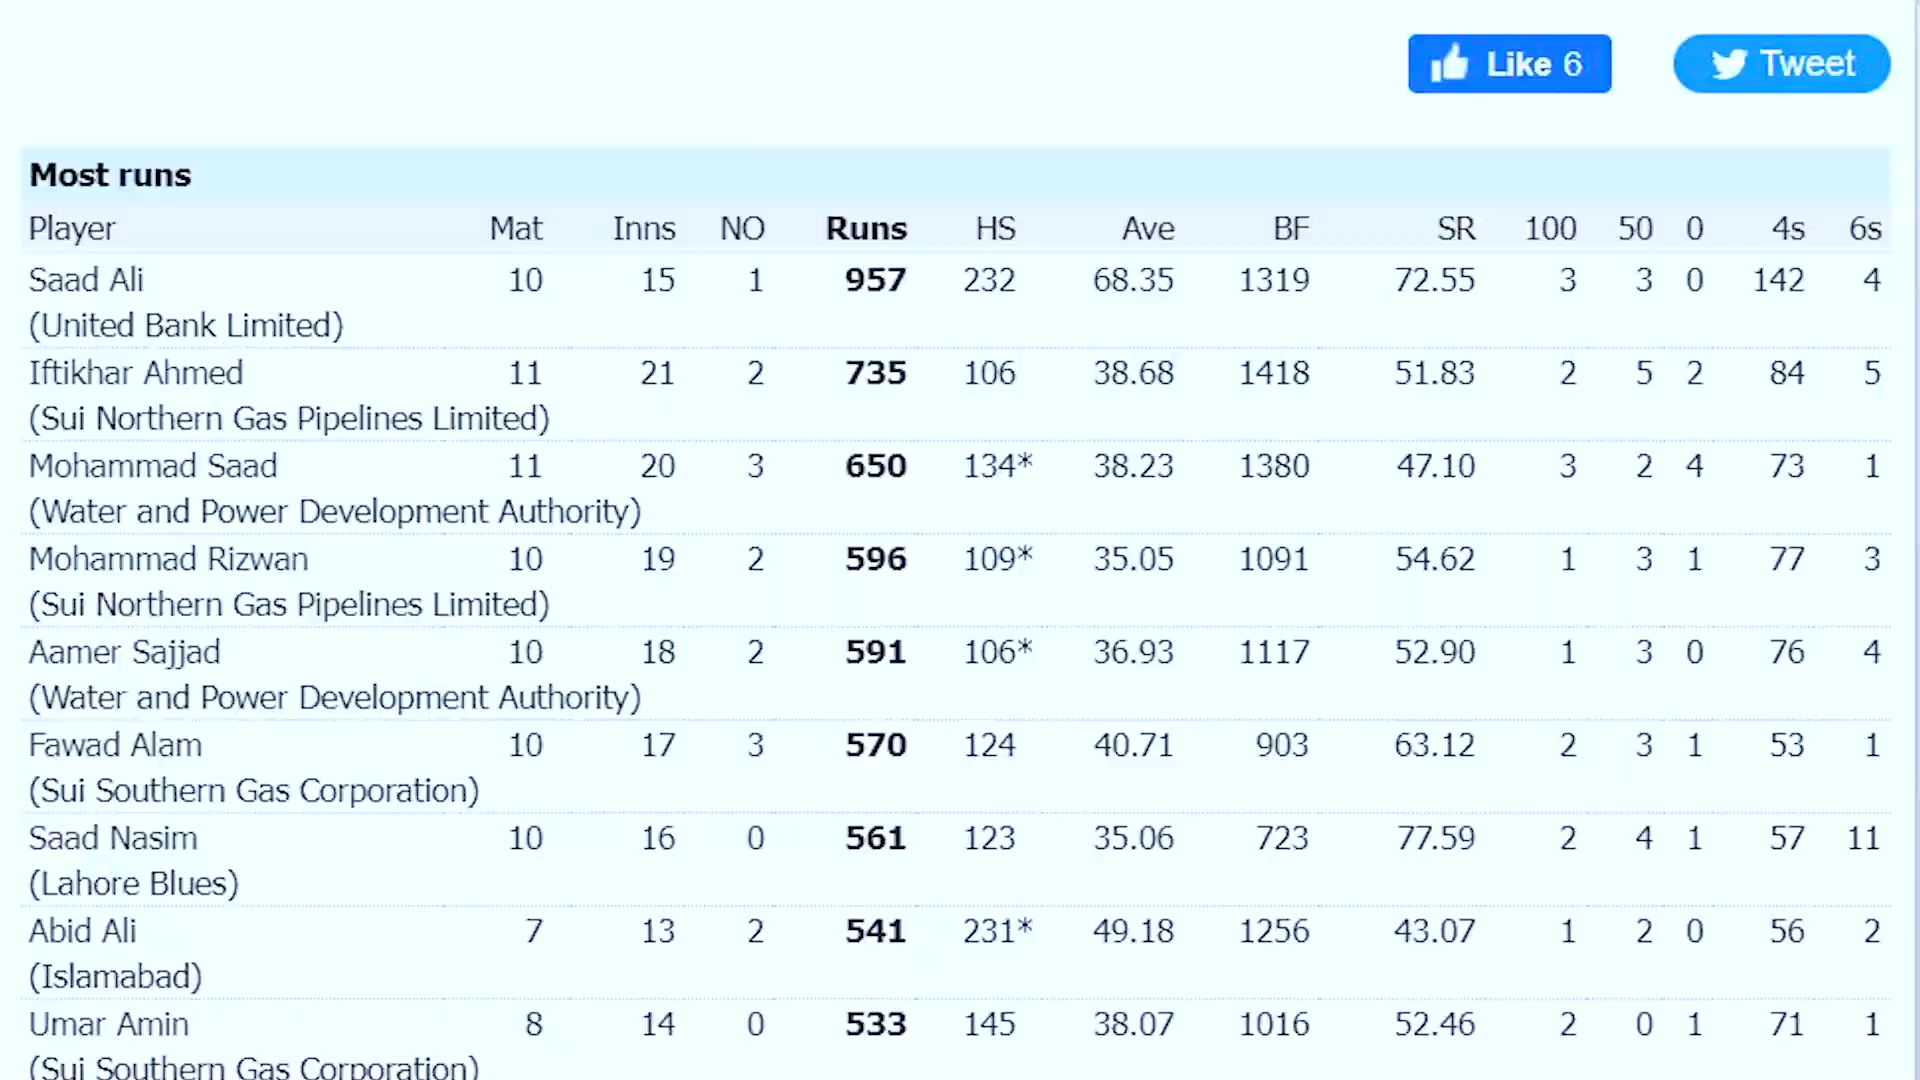 Like 6 Tweet
Most runs
Player Mat Inns NO Runs HS Ave BF SR 100 50 0 4s 6s
Saad Ali 10 15 1 957 232 68.35 1319 72.55 3 3 0 142 4
(United Bank Limited)
Iftikhar Ahmed 11 21 2 735 106 38.68 1418 51.83 2 5 2 84 5
(Sui Northern Gas Pipelines Limited)
Mohammad Saad 11 20 3 650 134* 38.23 1380 47.10 3 2 4 73 1
(Water and Power Development Authority)
Mohammad Rizwan 10 19 2 596 109* 35.05 1091 54.62 1 3 1 77 3
(Sui Northern Gas Pipelines Limited)
Aamer Sajjad 10 18 2 591 106* 36.93 1117 52.90 1 3 0 76 4
(Water and Power Development Authority)
Fawad Alam 10 17 3 570 124 40.71 903 63.12 2 3 1 53 1
(Sui Southern Gas Corporation)
Saad Nasim 10 16 0 561 123 35.06 723 77.59 2 4 1 57 11
(Lahore Blues)
Abid Ali 7 13 2 541 231* 49.18 1256 43.07 1 2 0 56 2
(Islamabad)
Umar Amin 8 14 0 533 145 38.07 1016 52.46 2 0 1 71 1
(Sui Southern Gas Corporation)